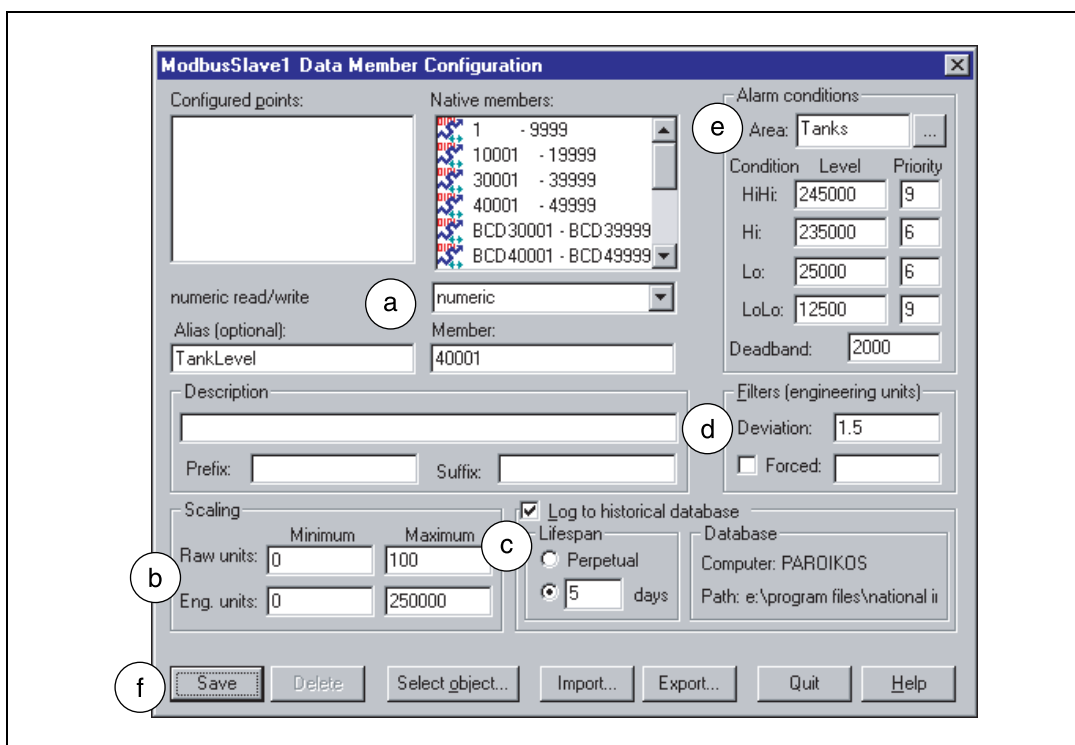 ModbusSlave1 Data Member Configuration
Configured points:
Native members:
1 - 9999
10001 - 19999
30001 - 39999
40001 - 49999
BCD30001 - BCD39999
BCD40001 - BCD49999
a
numeric read/write
numeric
Alias (optional):
Member:
TankLevel
40001
Description
Prefix:
Suffix:
Alarm conditions
e
Area: Tanks ...
Condition Level Priority
HiHi: 245000 9
Hi: 235000 6
Lo: 25000 6
LoLo: 12500 9
Deadband: 2000
Filters (engineering units)
d
Deviation: 1.5
Forced:
Scaling
Minimum Maximum
b
Raw units: 0 100
Eng. units: 0 250000
Log to historical database
c
Lifespan
Perpetual
5 days
Database
Computer: PAROIKOS
Path: e:\program files\national in
f
Save Delete Select object... Import... Export... Quit Help